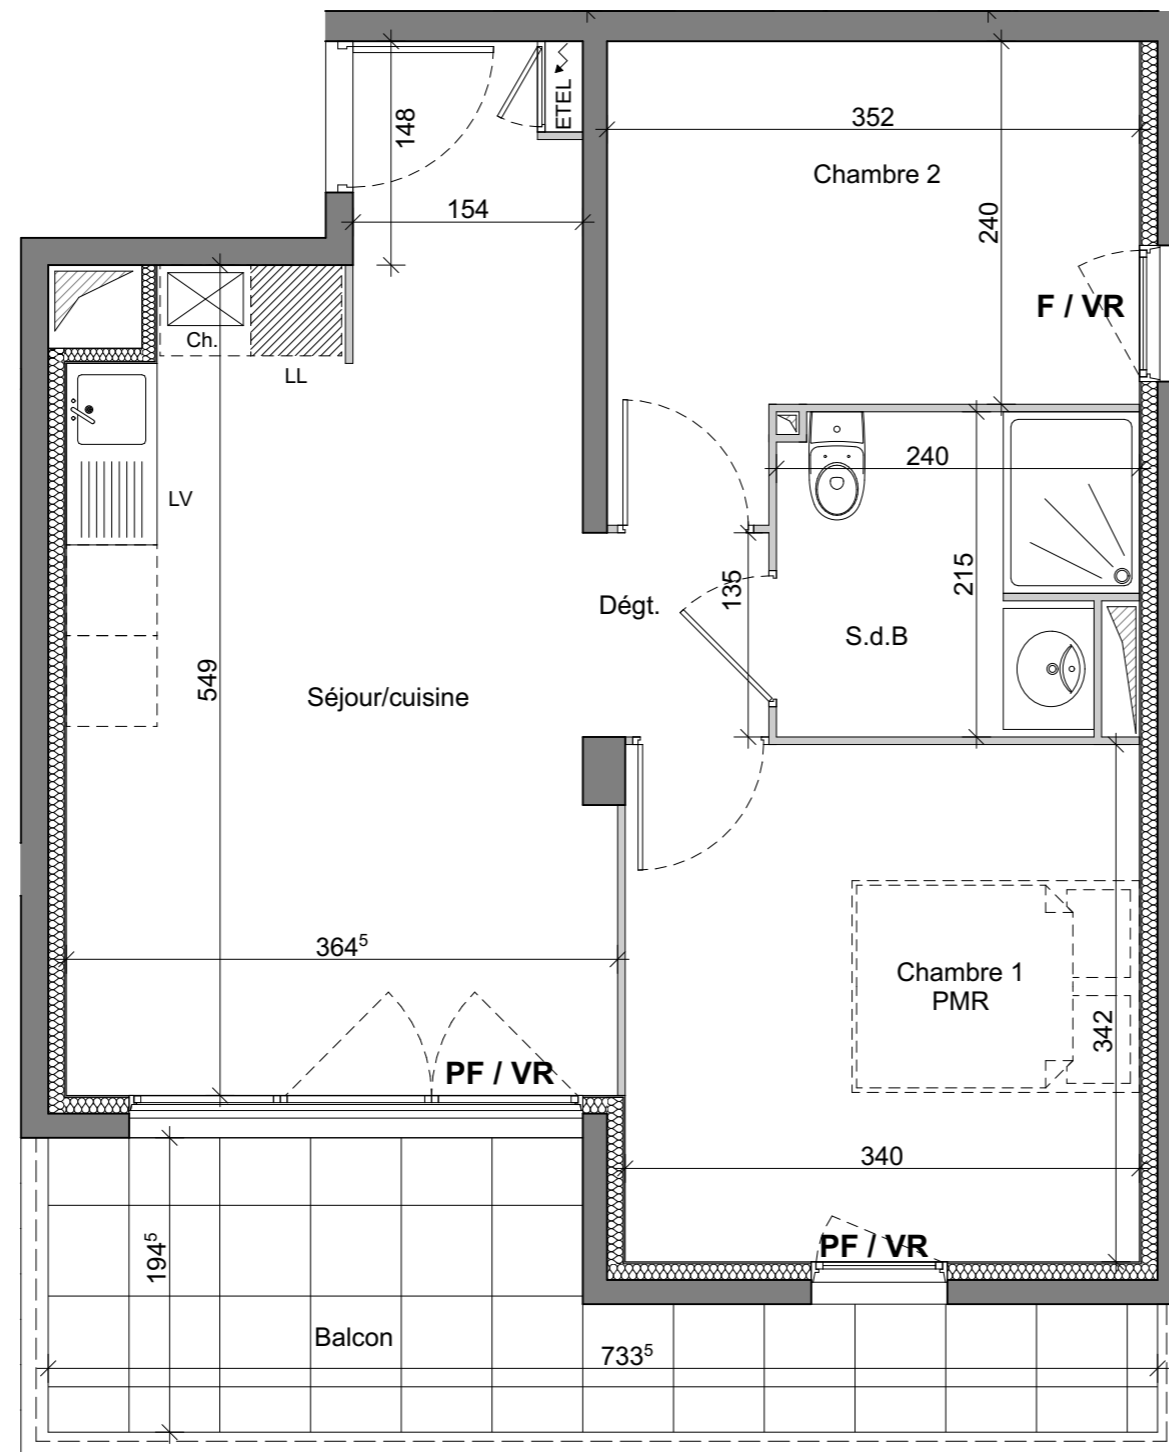 148
ETEL
352
Chambre 2
154
240
F / VR
Ch.
LL
240
LV
135
215
Dégt.
S.d.B
549
Séjour/cuisine
364⁵
Chambre 1
PMR
342
PF / VR
340
194⁵
PF / VR
Balcon
733⁵